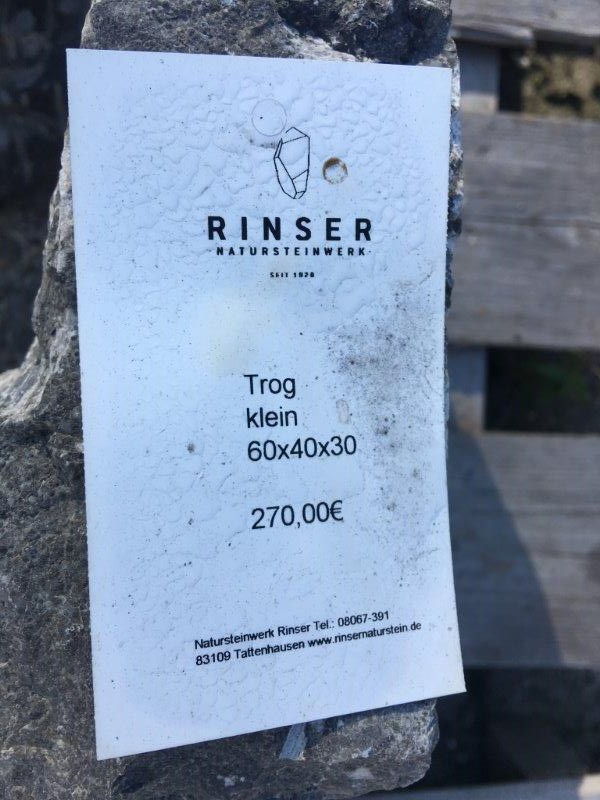 RINSER
NATURSTEINWERK
SEIT 1920
Trog
klein
60x40x30
270,00€
Natursteinwerk Rinser Tel.: 08067-391
83109 Tattenhausen www.rinsernaturstein.de